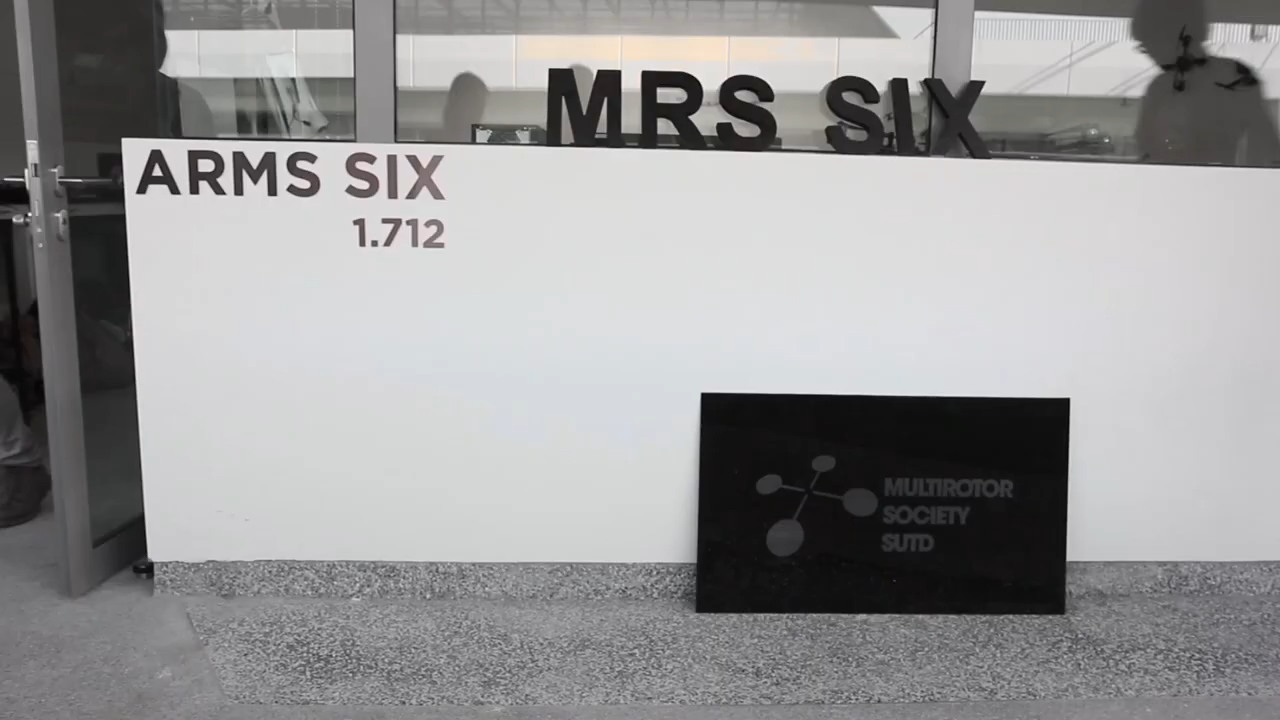 MRS SIX
ARMS SIX
1.712
MULTIROTOR
SOCIETY
SUTD